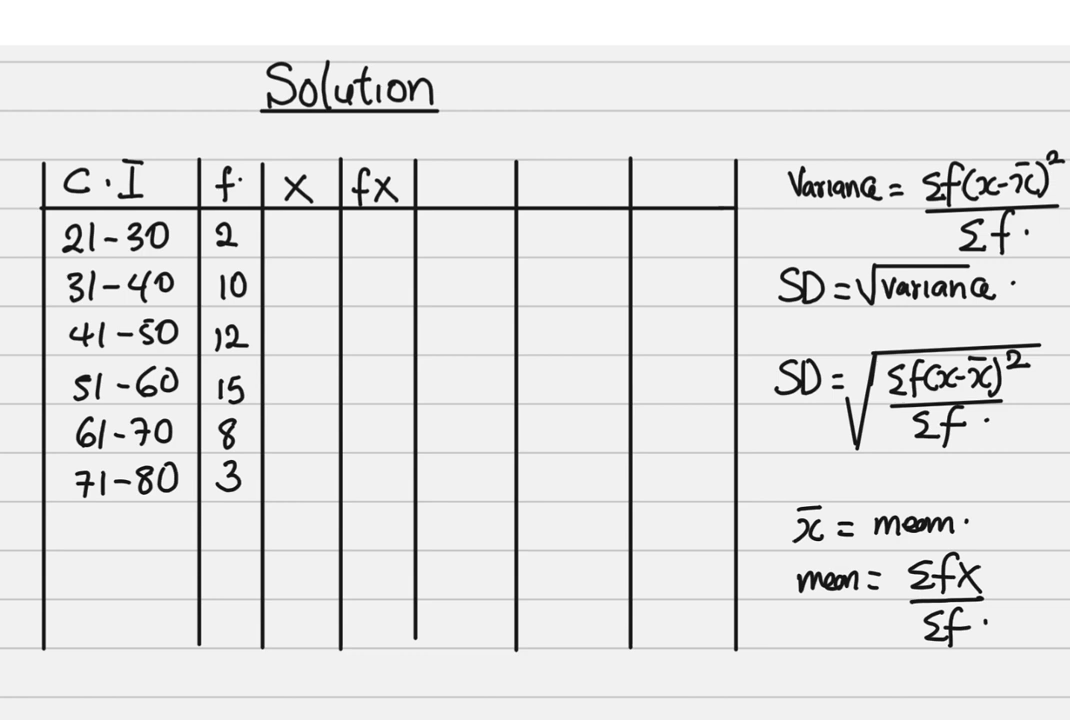 Solution
C.I f. X fX
21-30 2
31-40 10
41-50 12
51-60 15
61-70 8
71-80 3
Variance = Σf(x-x̄)²
Σf.
SD = √variance.
SD = √Σf(x-x̄)²
Σf.
x̄ = mean.
mean = ΣfX
Σf.